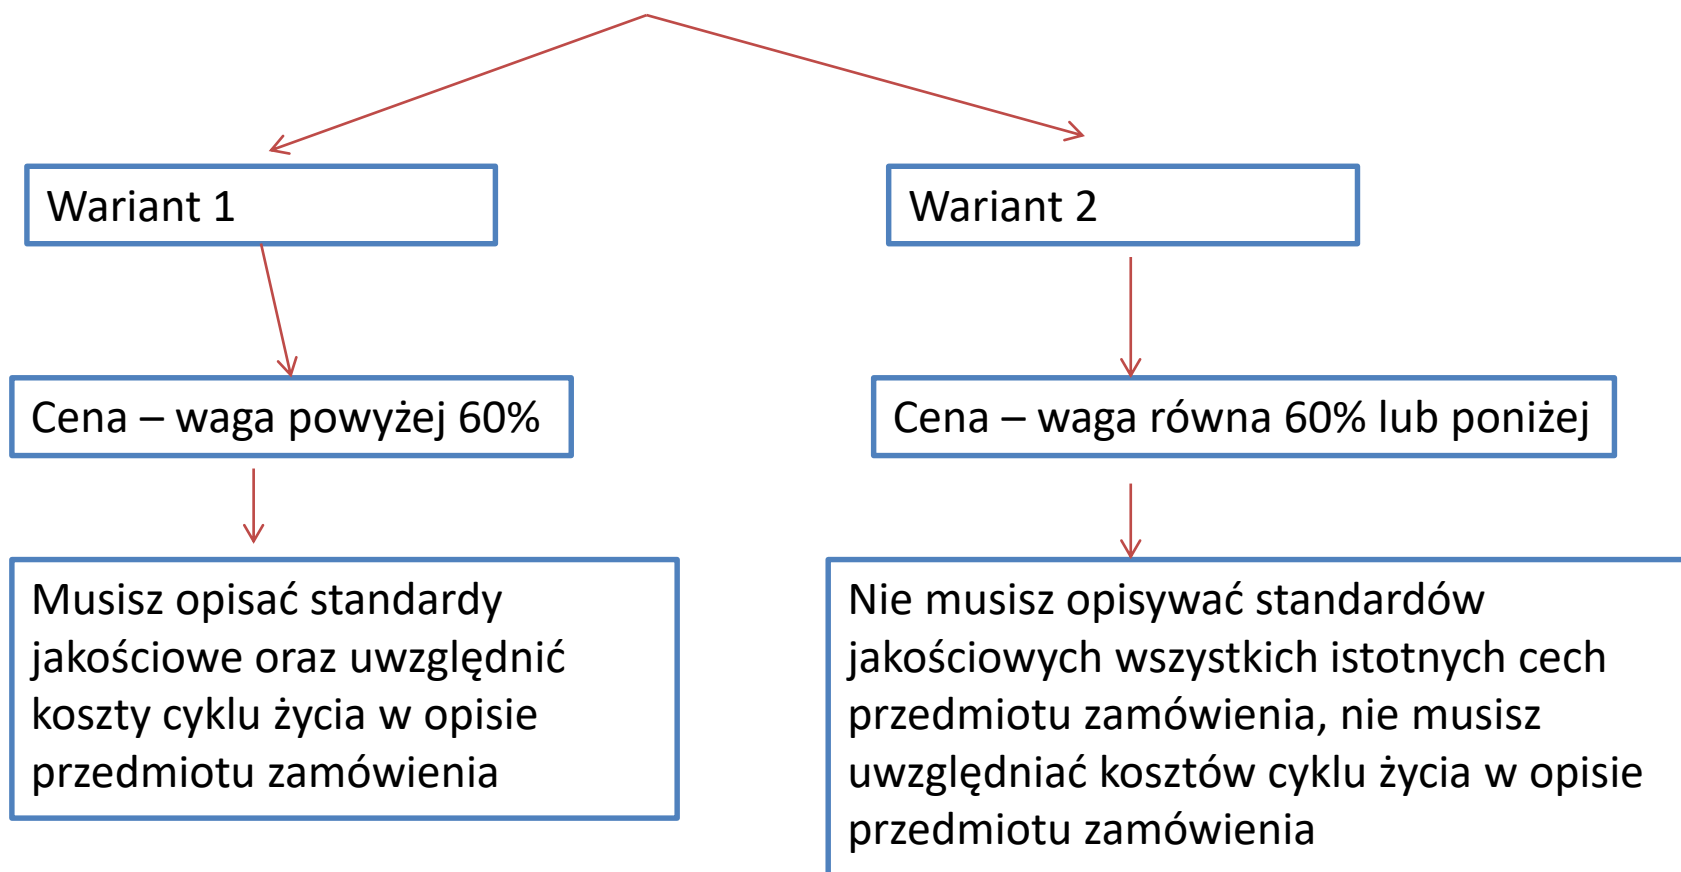 Wariant 1
Wariant 2
Cena – waga powyżej 60%
Cena – waga równa 60% lub poniżej
Musisz opisać standardy
jakościowe oraz uwzględnić
koszty cyklu życia w opisie
przedmiotu zamówienia
Nie musisz opisywać standardów
jakościowych wszystkich istotnych cech
przedmiotu zamówienia, nie musisz
uwzględniać kosztów cyklu życia w opisie
przedmiotu zamówienia